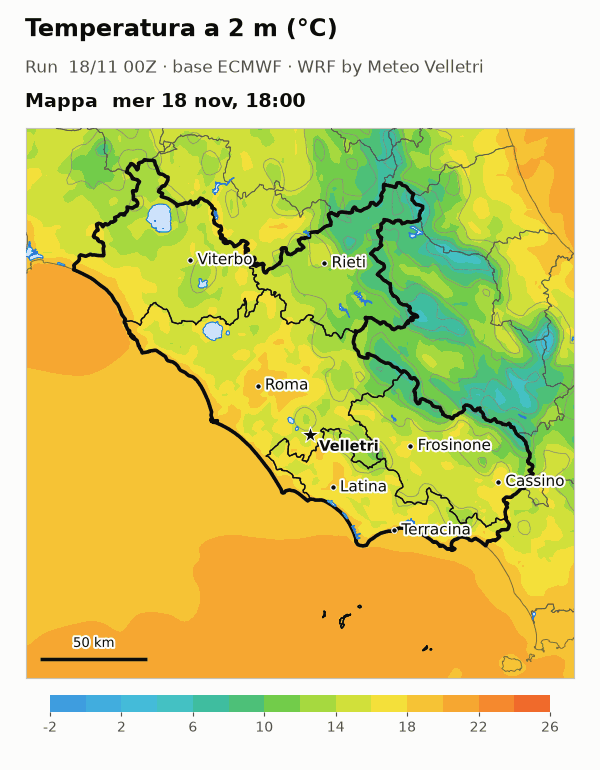 Temperatura a 2 m (°C)
Run 18/11 00Z · base ECMWF · WRF by Meteo Velletri
Mappa mer 18 nov, 18:00
Viterbo
Rieti
Roma
Velletri
Frosinone
Cassino
Latina
Terracina
50 km
-2 2 6 10 14 18 22 26